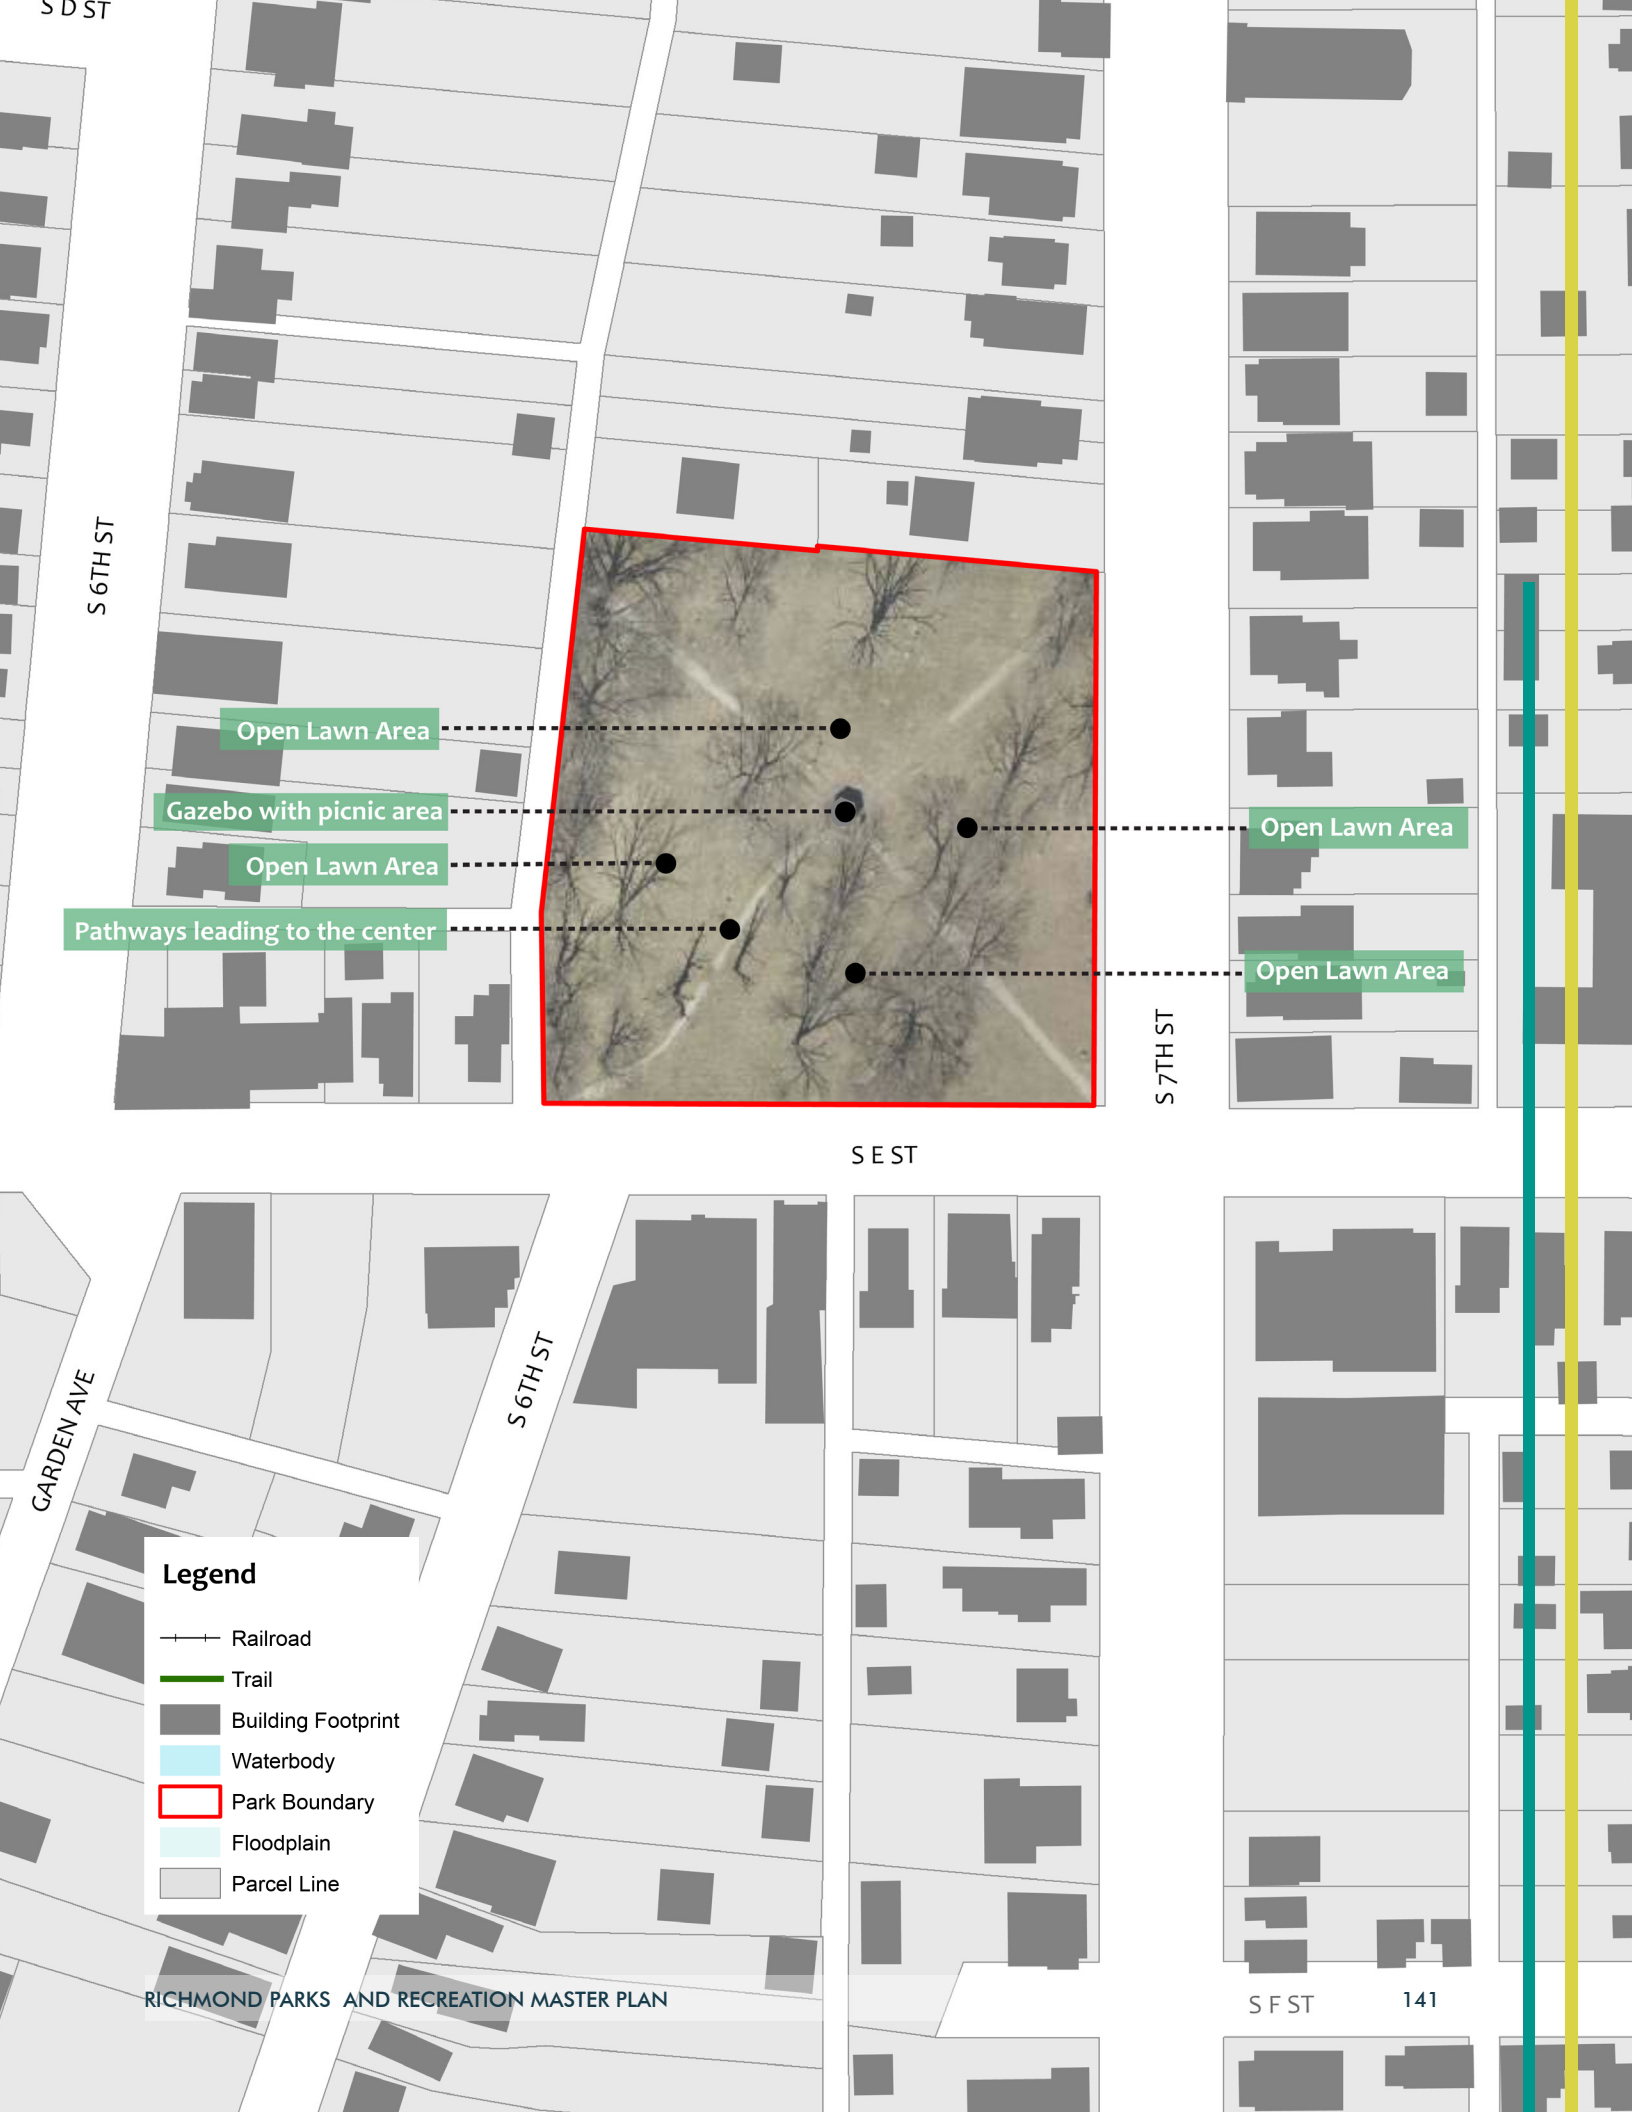 S D ST
S 6TH ST
Open Lawn Area
Gazebo with picnic area
Open Lawn Area
Open Lawn Area
Pathways leading to the center
Open Lawn Area
S 7TH ST
S E ST
S 6TH ST
GARDEN AVE
Legend
Railroad
Trail
Building Footprint
Waterbody
Park Boundary
Floodplain
Parcel Line
RICHMOND PARKS AND RECREATION MASTER PLAN
S F ST
141